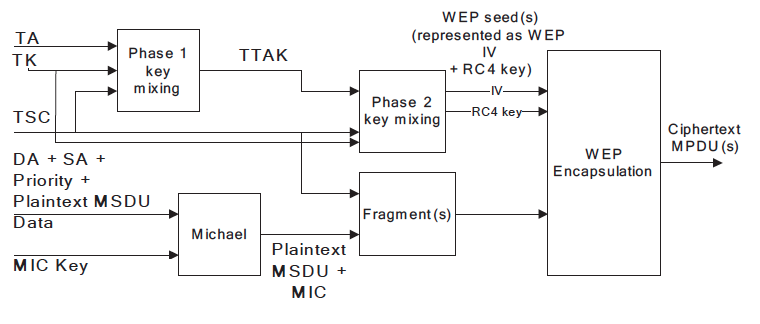 TA
TK
TSC
DA + SA +
Priority +
Plaintext MSDU
Data
MIC Key
Phase 1
key
mixing
TTAK
Michael
Plaintext
MSDU +
MIC
Phase 2
key mixing
Fragment(s)
WEP seed(s)
(represented as WEP
IV
+ RC4 key)
IV
RC4 key
WEP
Encapsulation
Ciphertext
MPDU(s)